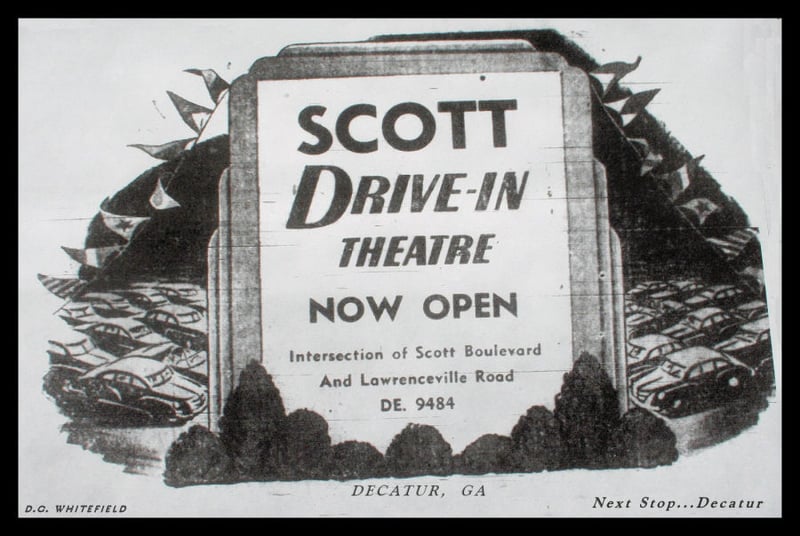 SCOTT
DRIVE-IN
THEATRE
NOW OPEN
Intersection of Scott Boulevard
And Lawrenceville Road
DE. 9484
DECATUR, GA
D.G. WHITEFIELD
Next Stop...Decatur